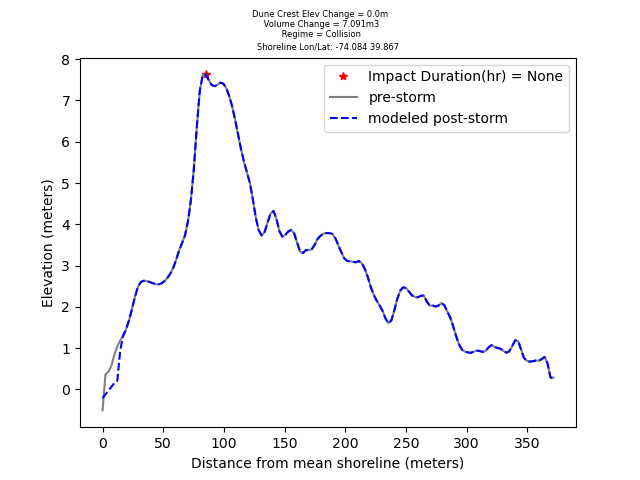 Dune Crest Elev Change = 0.0m
Volume Change = 7.091m3
Regime = Collision
Shoreline Lon/Lat: -74.084 39.867
Impact Duration(hr) = None
pre-storm
modeled post-storm
Elevation (meters)
8
7
6
5
4
3
2
1
0
0 50 100 150 200 250 300 350
Distance from mean shoreline (meters)